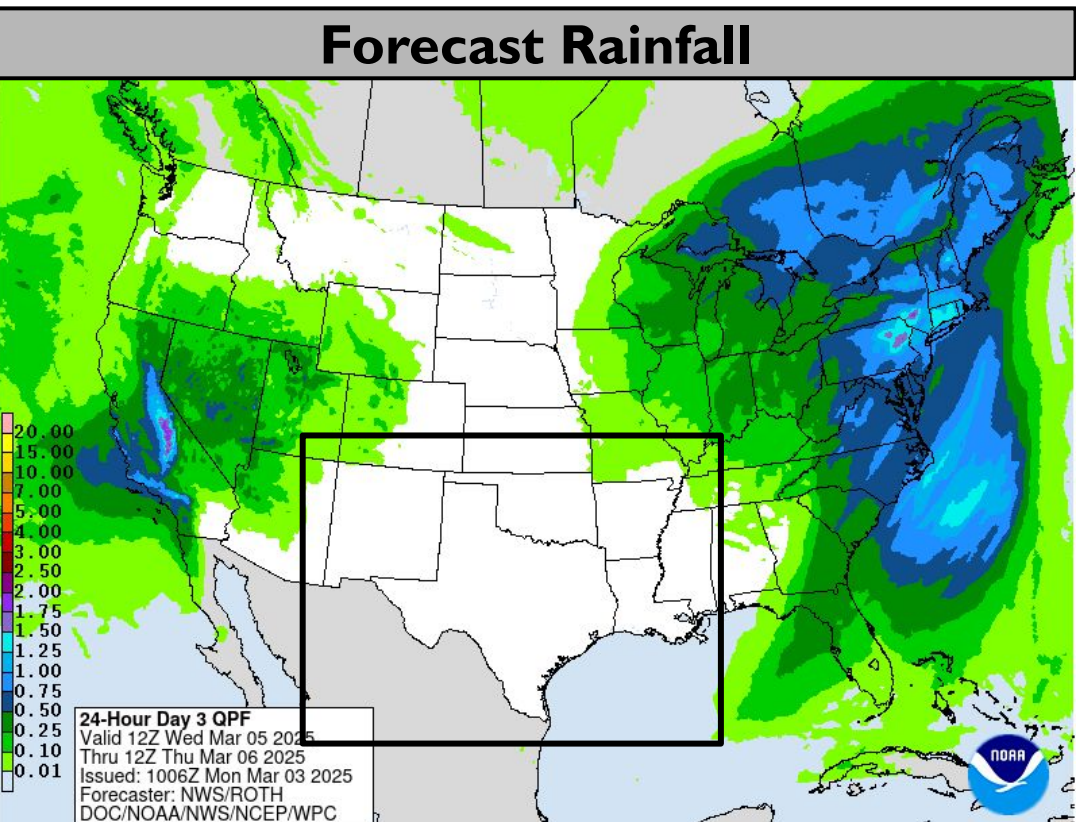 Forecast Rainfall
20.00
15.00
10.00
7.00
5.00
4.00
3.00
2.50
2.00
1.75
1.50
1.25
1.00
0.75
0.50
0.25
0.10
0.01
24-Hour Day 3 QPF
Valid 12Z Wed Mar 05 2025
Thru 12Z Thu Mar 06 2025
Issued: 1006Z Mon Mar 03 2025
Forecaster: NWS/ROTH
DOC/NOAA/NWS/NCEP/WPC
NOAA